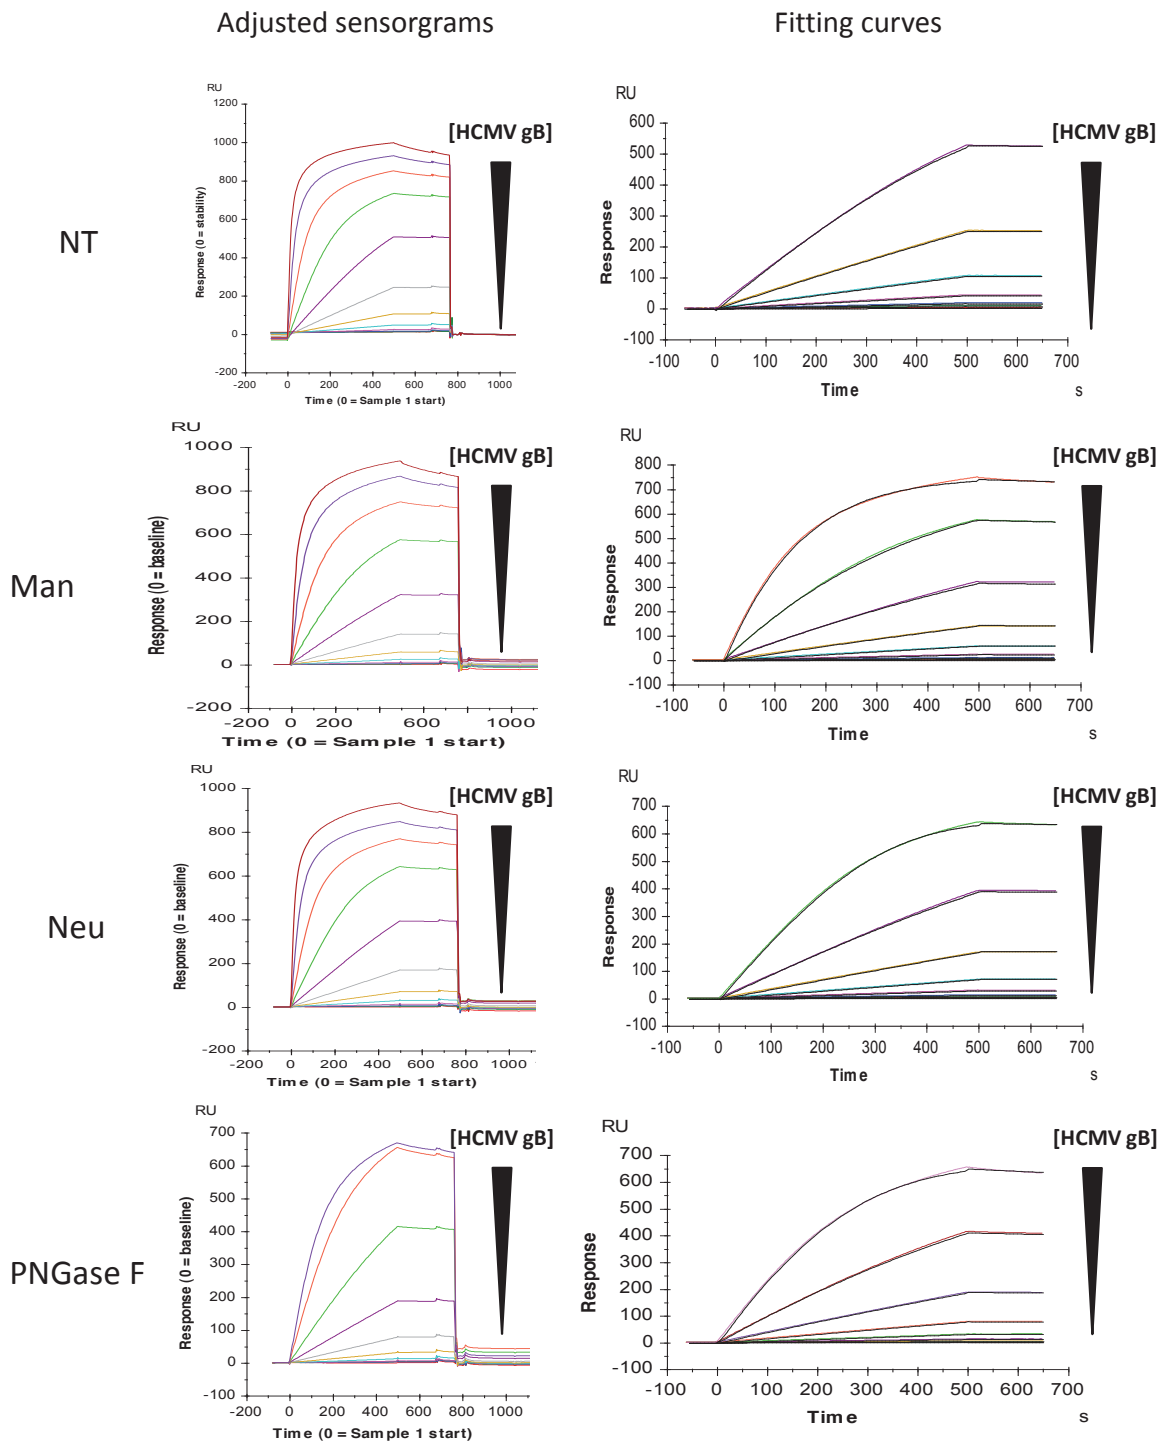 Adjusted sensorgrams
Fitting curves
NT
RU
1200
1000
800
600
400
200
0
-200
Response (0 = stability)
-200 0 200 400 600 800 1000
Time (0 = Sample 1 start)
[HCMV gB]
RU
600
500
400
300
200
100
0
-100
Response
-100 0 100 200 300 400 500 600 700
Time s
[HCMV gB]
Man
RU
1000
800
600
400
200
0
-200
Response (0 = baseline)
-200 0 200 600 1000
Time (0 = Sample 1 start)
[HCMV gB]
RU
800
700
600
500
400
300
200
100
0
-100
Response
-100 0 100 200 300 400 500 600 700
Time s
[HCMV gB]
Neu
RU
1000
800
600
400
200
0
-200
Response (0 = baseline)
-200 0 200 400 600 800 1000
Time (0 = Sample 1 start)
[HCMV gB]
RU
700
600
500
400
300
200
100
0
-100
Response
-100 0 100 200 300 400 500 600 700
Time s
[HCMV gB]
PNGase F
RU
700
600
500
400
300
200
100
0
-100
Response (0 = baseline)
-200 0 200 400 600 800 1000
Time (0 = Sample 1 start)
[HCMV gB]
RU
700
600
500
400
300
200
100
0
-100
Response
-100 0 100 200 300 400 500 600 700
Time s
[HCMV gB]